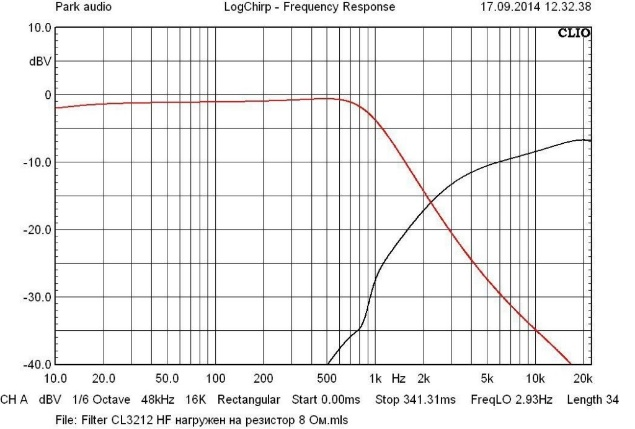 Park audio LogChirp - Frequency Response 17.09.2014 12.32.38
CLIO
10.0
dBV
0
-10.0
-20.0
-30.0
-40.0
10.0 20.0 50.0 100 200 500 1k Hz 2k 5k 10k 20k
CH A dBV 1/6 Octave 48kHz 16K Rectangular Start 0.00ms Stop 341.31ms FreqLO 2.93Hz Length 34
File: Filter CL3212 HF нагружен на резистор 8 Ом.mls